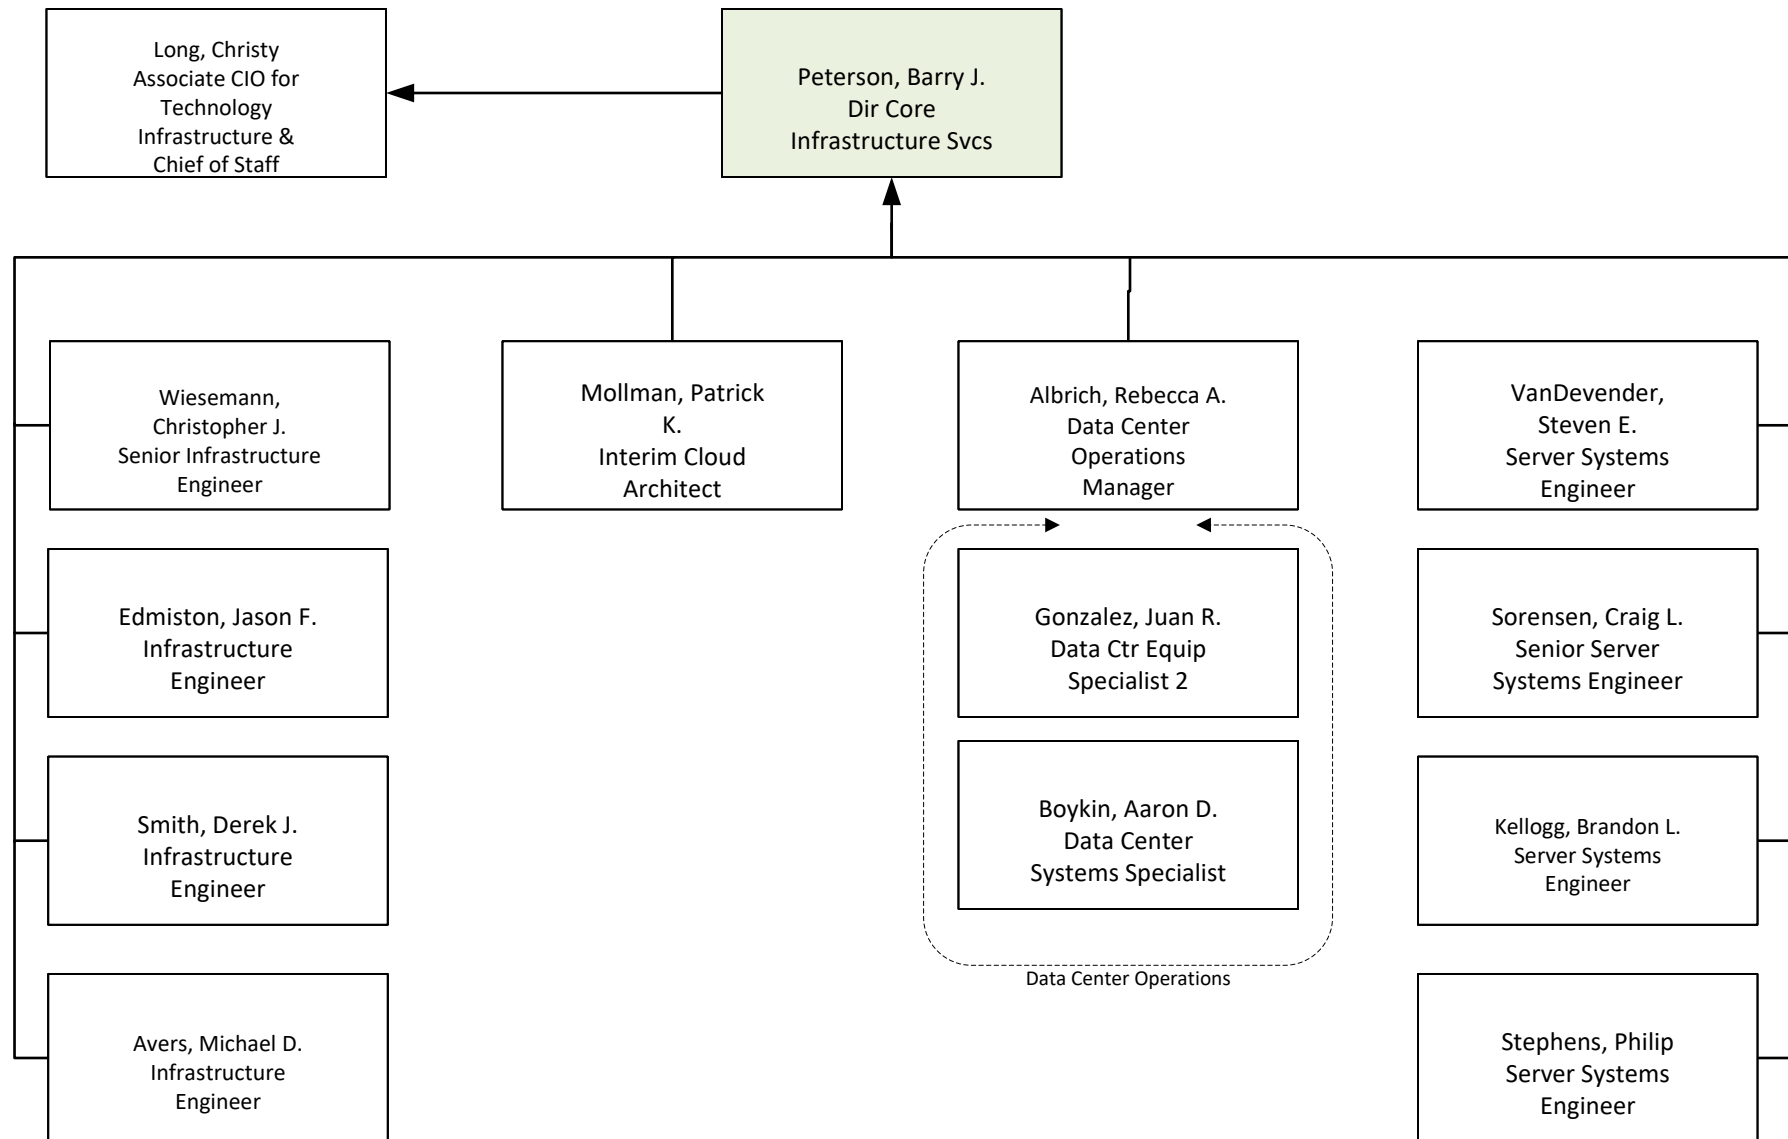 Long, Christy
Associate CIO for
Technology
Infrastructure &
Chief of Staff
Peterson, Barry J.
Dir Core
Infrastructure Svcs
Wiesemann,
Christopher J.
Senior Infrastructure
Engineer
Mollman, Patrick
K.
Interim Cloud
Architect
Albrich, Rebecca A.
Data Center
Operations
Manager
VanDevender,
Steven E.
Server Systems
Engineer
Edmiston, Jason F.
Infrastructure
Engineer
Gonzalez, Juan R.
Data Ctr Equip
Specialist 2
Sorensen, Craig L.
Senior Server
Systems Engineer
Smith, Derek J.
Infrastructure
Engineer
Boykin, Aaron D.
Data Center
Systems Specialist
Kellogg, Brandon L.
Server Systems
Engineer
Data Center Operations
Avers, Michael D.
Infrastructure
Engineer
Stephens, Philip
Server Systems
Engineer